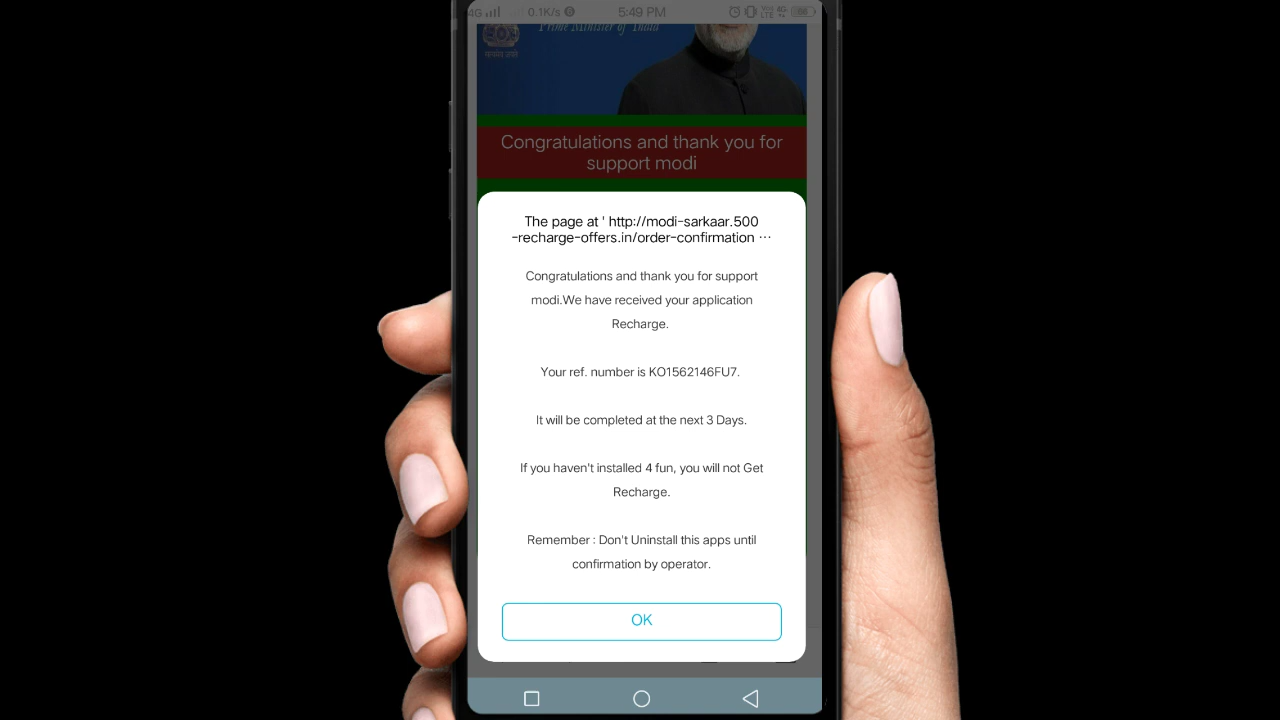 4G 0.1K/s 5:49 PM 88
Prime Minister of India
Congratulations and thank you for
support modi
The page at ' http://modi-sarkaar.500
-recharge-offers.in/order-confirmation ···
Congratulations and thank you for support
modi.We have received your application
Recharge.
Your ref. number is KO1562146FU7.
It will be completed at the next 3 Days.
If you haven't installed 4 fun, you will not Get
Recharge.
Remember : Don't Uninstall this apps until
confirmation by operator.
OK